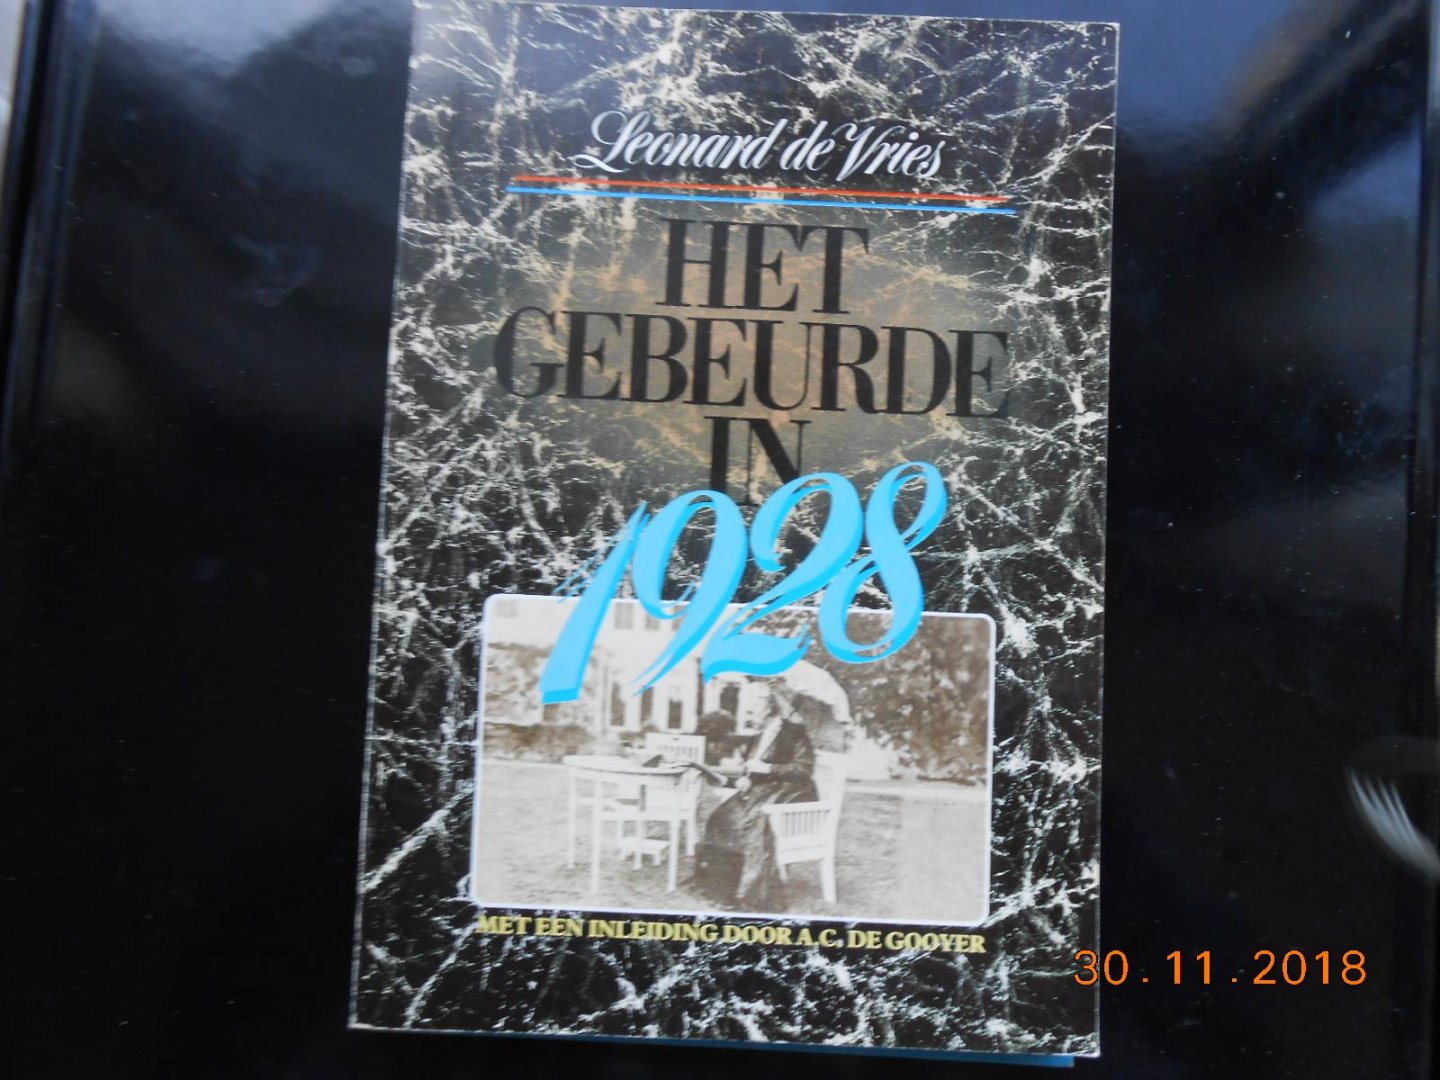 Leonard de Vries
HET
GEBEURDE
IN
1928
MET EEN INLEIDING DOOR A.C. DE GOOYER
30.11.2018